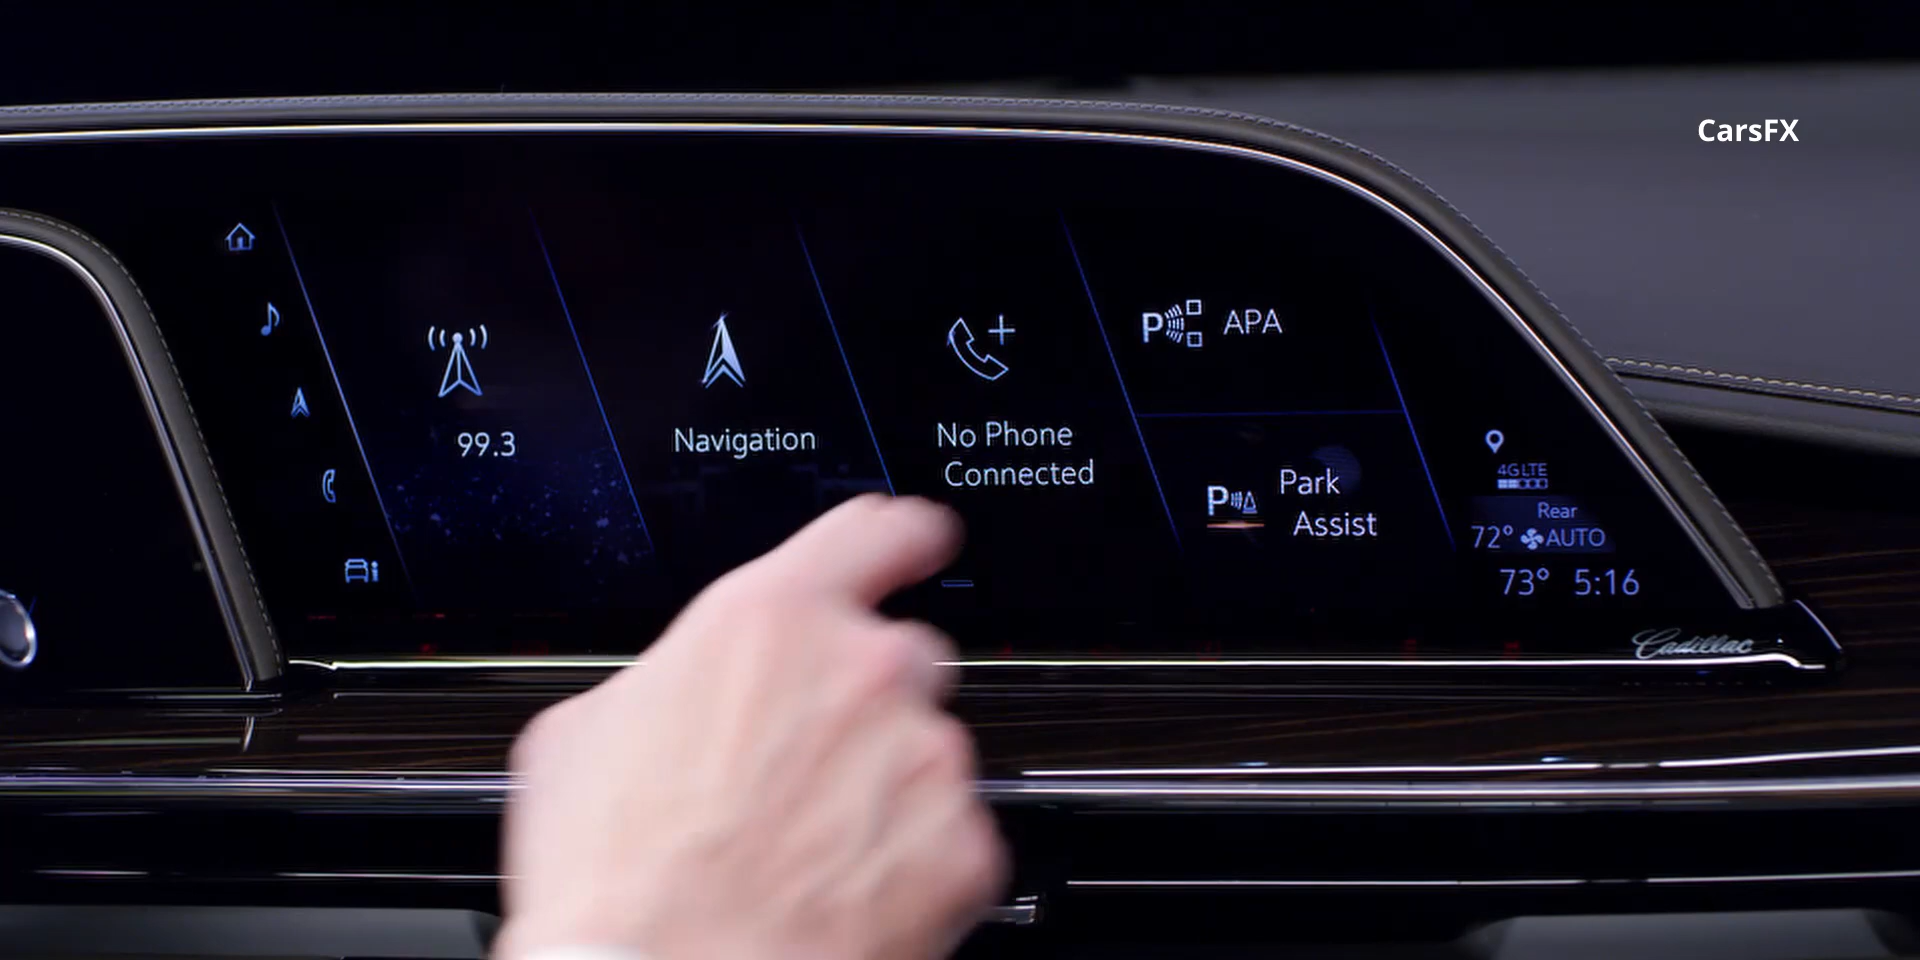 CarsFX
99.3
Navigation
No Phone
Connected
P APA
P Park
Assist
4G LTE
Rear
72° AUTO
73° 5:16
Cadillac